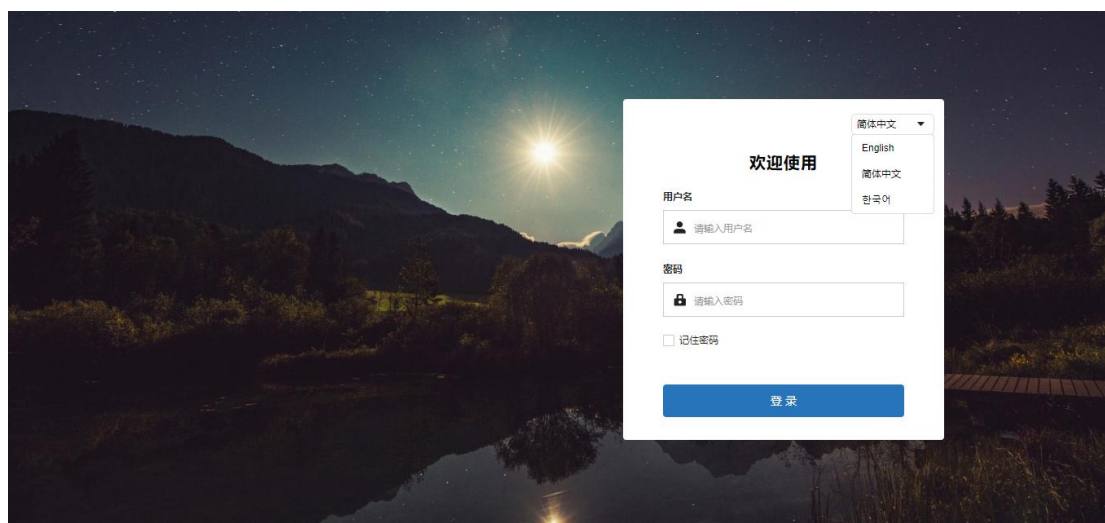 简体中文
English
简体中文
한국어
欢迎使用
用户名
请输入用户名
密码
请输入密码
记住密码
登录